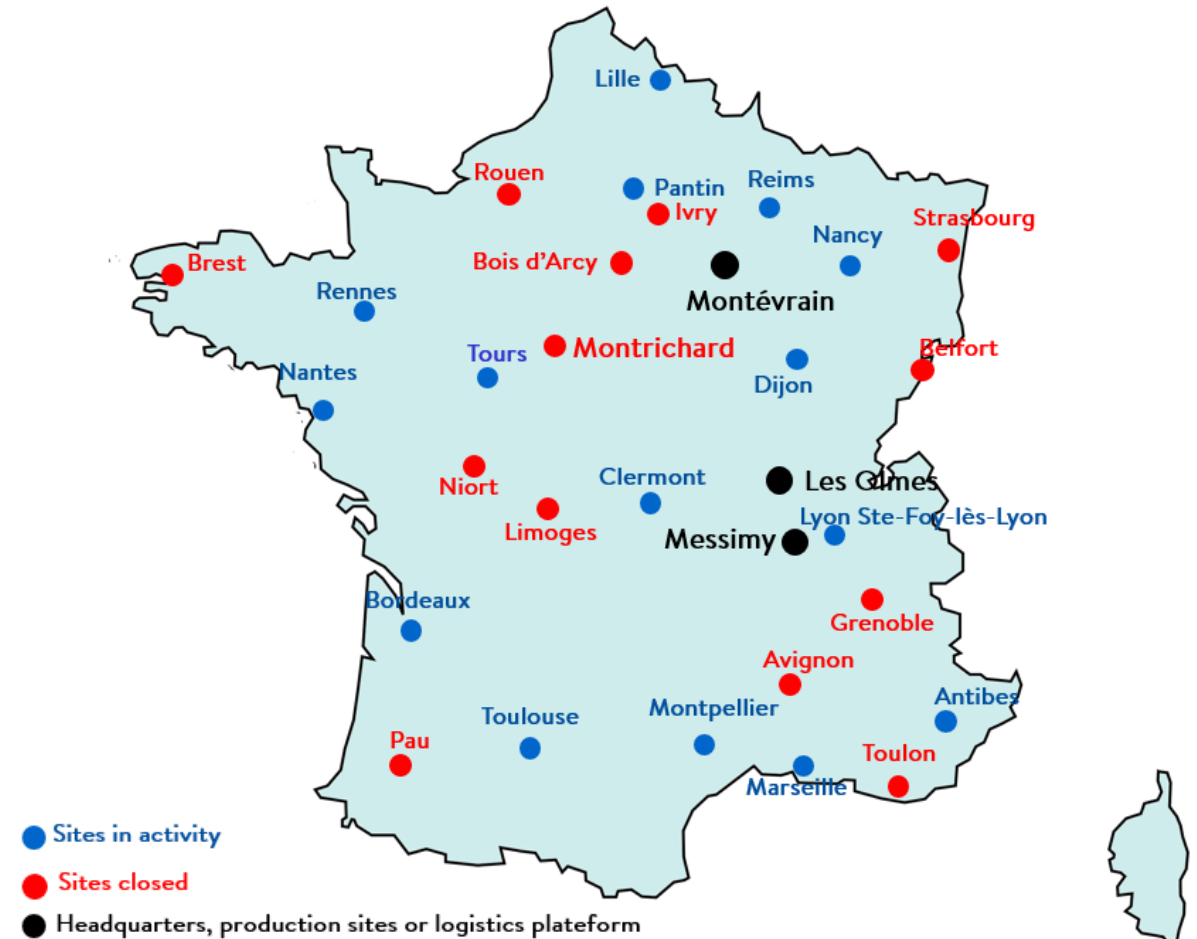 Lille
Rouen
Pantin
Reims
Ivry
Strasbourg
Nancy
Brest
Bois d'Arcy
Rennes
Montévrain
Montrichard
Belfort
Tours
Nantes
Dijon
Clermont
Les Olmes
Niort
Lyon Ste-Foy-lès-Lyon
Limoges
Messimy
Bordeaux
Grenoble
Avignon
Antibes
Montpellier
Toulouse
Pau
Toulon
Marseille
Sites in activity
Sites closed
Headquarters, production sites or logistics plateform